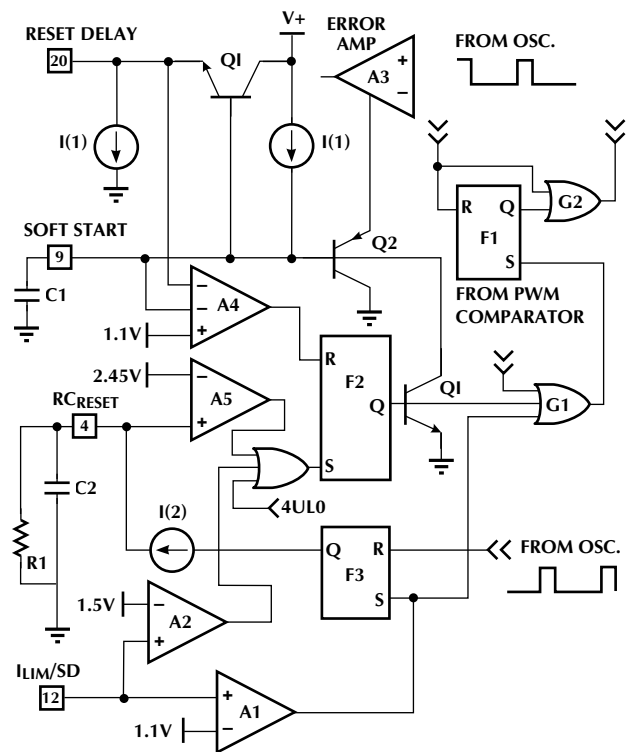 RESET DELAY
20
Q1
V+
ERROR
AMP
A3
+
−
FROM OSC.
I(1)
I(1)
R
Q
F1
S
G2
SOFT START
9
C1
Q2
FROM PWM
COMPARATOR
−
−
+
A4
1.1V
2.45V
−
+
A5
R
F2
Q
S
Q1
G1
RCRESET
4
C2
R1
I(2)
4UL0
Q
R
F3
S
FROM OSC.
1.5V
−
+
A2
ILIM/SD
12
+
−
A1
1.1V